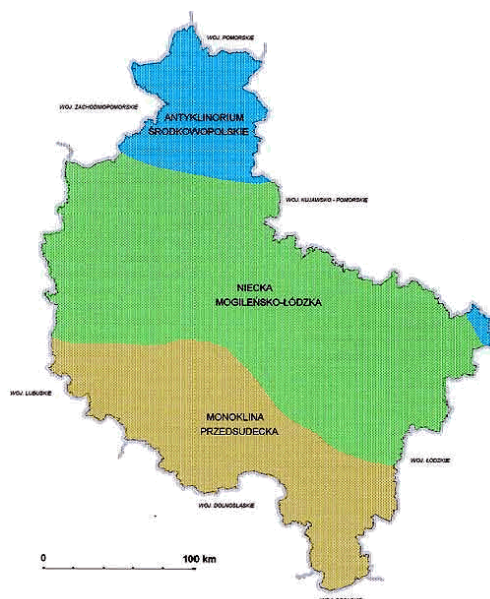 WOJ. POMORSKIE
WOJ. ZACHODNIOPOMORSKIE
ANTYKLINORIUM
ŚRODKOWOPOLSKIE
WOJ. KUJAWSKO - POMORSKIE
NIECKA
MOGILEŃSKO-ŁÓDZKA
WOJ. LUBUSKIE
MONOKLINA
PRZEDSUDECKA
WOJ. ŁÓDZKIE
WOJ. DOLNOŚLĄSKIE
0 100 km